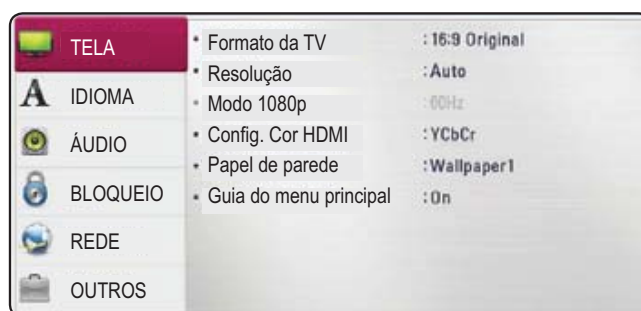 TELA
IDIOMA
ÁUDIO
BLOQUEIO
REDE
OUTROS
Formato da TV : 16:9 Original
Resolução : Auto
Modo 1080p : 60Hz
Config. Cor HDMI : YCbCr
Papel de parede : Wallpaper1
Guia do menu principal : On